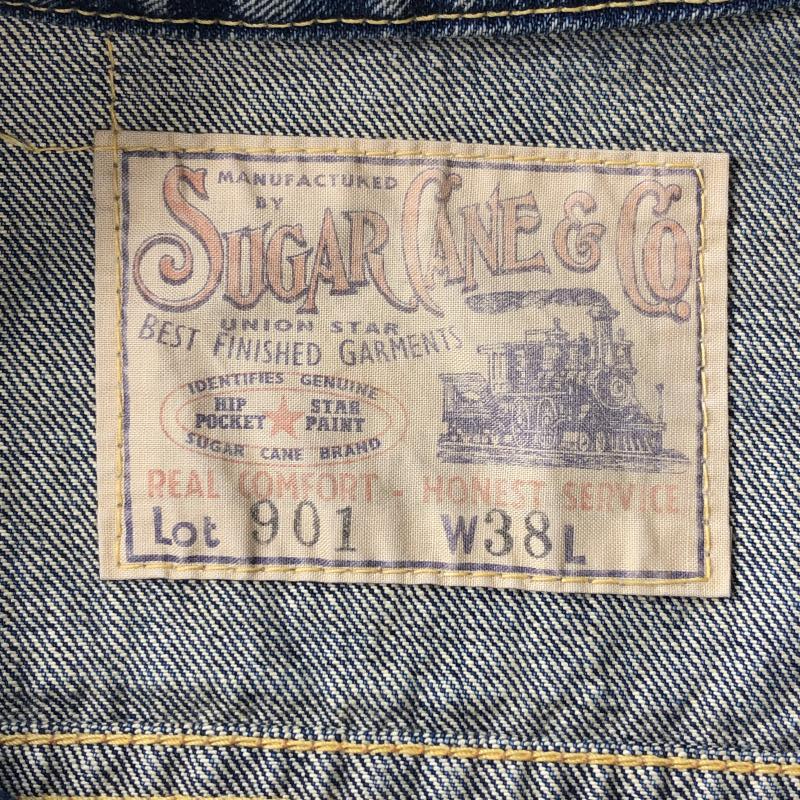 MANUFACTURED
BY
SUGAR CANE & CO.
UNION STAR
BEST FINISHED GARMENTS
IDENTIFIES GENUINE
HIP POCKET STAR PAINT
SUGAR CANE BRAND
REAL COMFORT - HONEST SERVICE
Lot 901 W38L